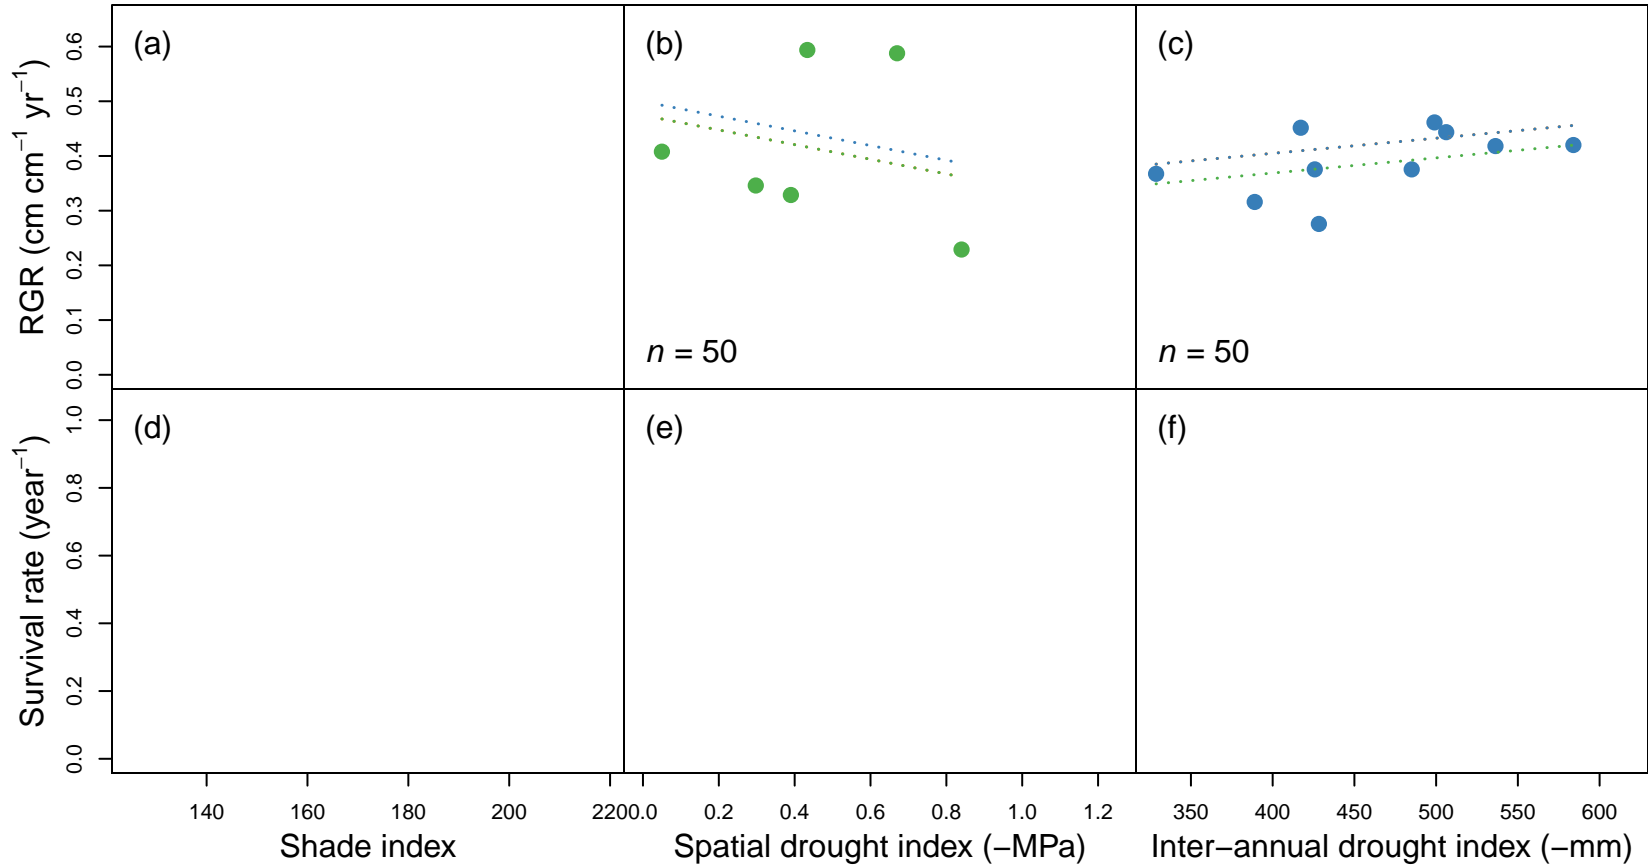 (a)
(b)
(c)
RGR (cm cm⁻¹ yr⁻¹)
0.6
0.5
0.4
0.3
0.2
0.1
0.0
n = 50
n = 50
(d)
(e)
(f)
Survival rate (year⁻¹)
1.0
0.8
0.6
0.4
0.2
0.0
140 160 180 200 220
0.0 0.2 0.4 0.6 0.8 1.0 1.2
350 400 450 500 550 600
Shade index
Spatial drought index (−MPa)
Inter−annual drought index (−mm)